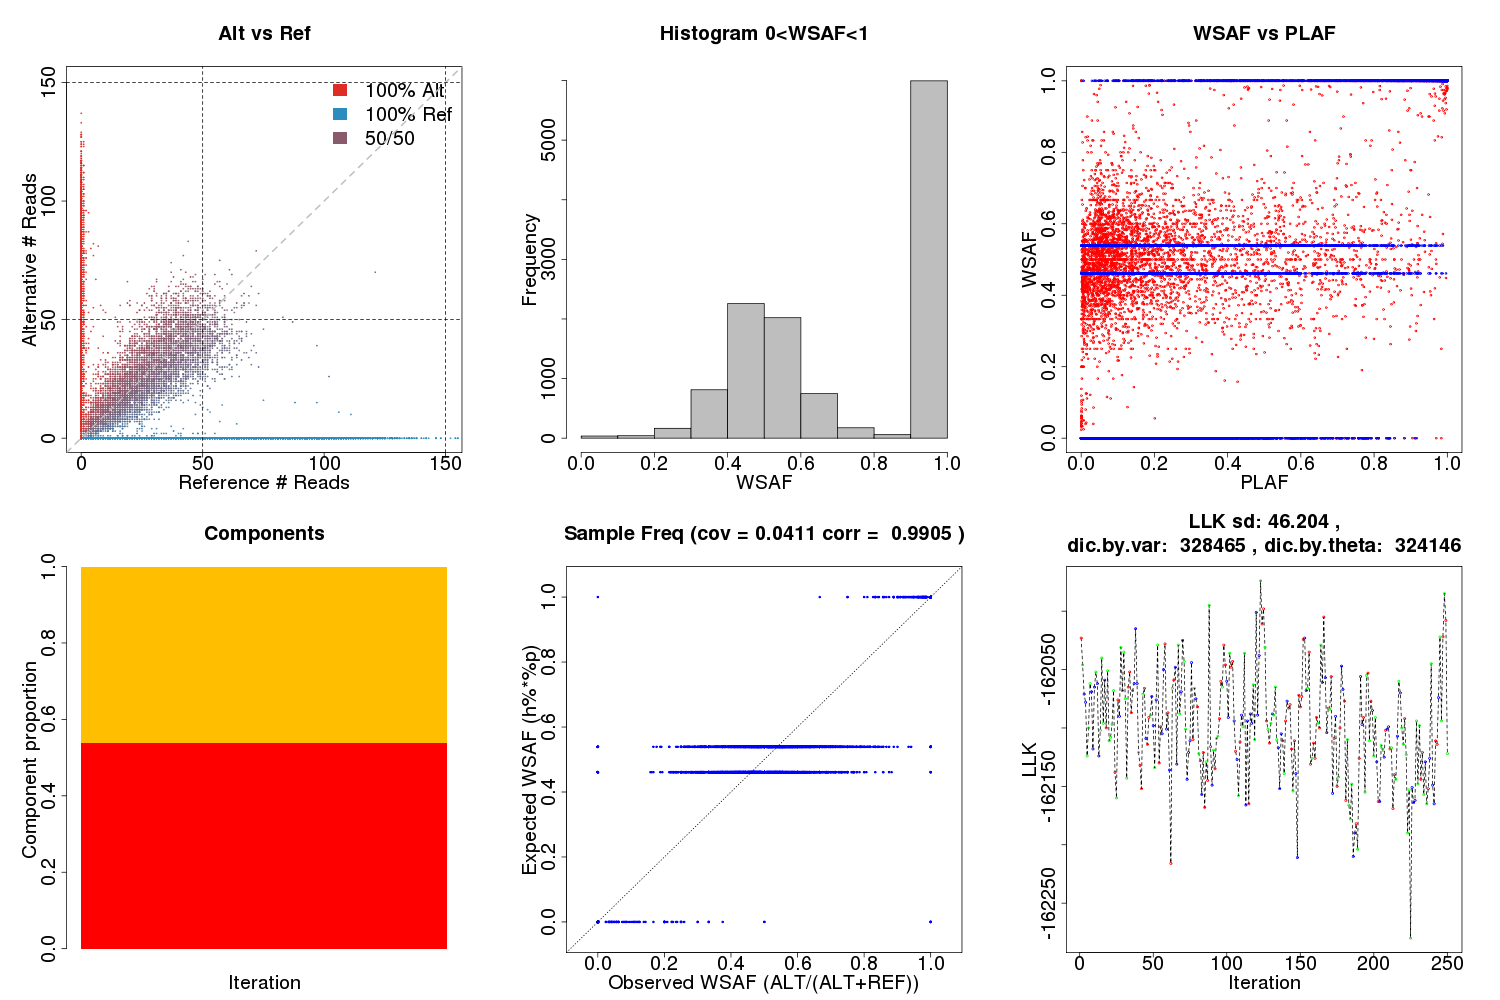 Alt vs Ref
150
100
50
0
Alternative # Reads
100% Alt
100% Ref
50/50
0 50 100 150
Reference # Reads
Histogram 0<WSAF<1
5000
3000
1000
0
Frequency
0.0 0.2 0.4 0.6 0.8 1.0
WSAF
WSAF vs PLAF
1.0
0.8
0.6
0.4
0.2
0.0
WSAF
0.0 0.2 0.4 0.6 0.8 1.0
PLAF
Components
1.0
0.8
0.6
0.4
0.2
0.0
Component proportion
Iteration
Sample Freq (cov = 0.0411 corr = 0.9905 )
1.0
0.8
0.6
0.4
0.2
0.0
Expected WSAF (h%*%p)
0.0 0.2 0.4 0.6 0.8 1.0
Observed WSAF (ALT/(ALT+REF))
LLK sd: 46.204 ,
dic.by.var: 328465 , dic.by.theta: 324146
-162050
-162150
-162250
LLK
0 50 100 150 200 250
Iteration